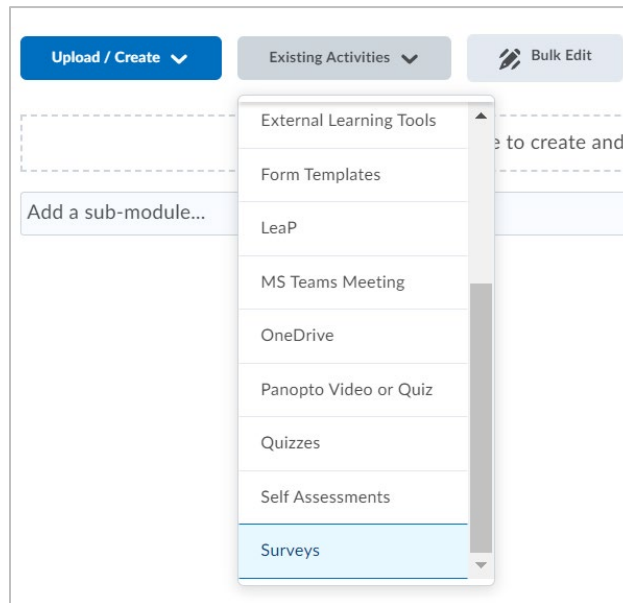 Upload / Create
Existing Activities
Bulk Edit
External Learning Tools
to create and
Form Templates
Add a sub-module...
LeaP
MS Teams Meeting
OneDrive
Panopto Video or Quiz
Quizzes
Self Assessments
Surveys